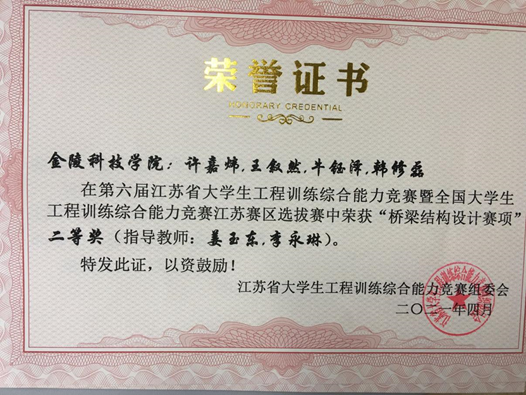 荣誉证书
HONORARY CREDENTIAL
金陵科技学院：许嘉炜,王叙然,牛钰泽,韩修磊
在第六届江苏省大学生工程训练综合能力竞赛暨全国大学生
工程训练综合能力竞赛江苏赛区选拔赛中荣获“桥梁结构设计赛项”
二等奖（指导教师：姜玉东,李永琳）。
特发此证，以资鼓励！
江苏省大学生工程训练综合能力竞赛组委会
二〇二一年四月